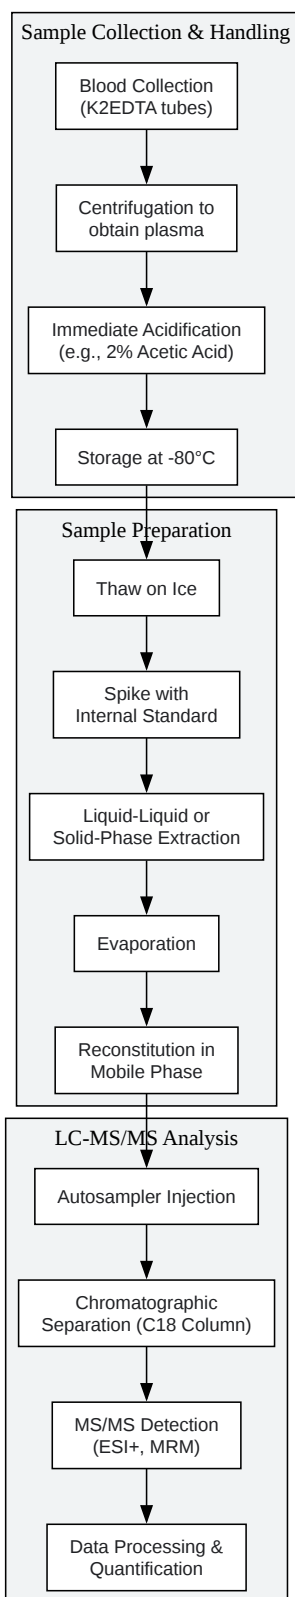 Sample Collection & Handling
Blood Collection
(K2EDTA tubes)
Centrifugation to
obtain plasma
Immediate Acidification
(e.g., 2% Acetic Acid)
Storage at -80°C
Sample Preparation
Thaw on Ice
Spike with
Internal Standard
Liquid-Liquid or
Solid-Phase Extraction
Evaporation
Reconstitution in
Mobile Phase
LC-MS/MS Analysis
Autosampler Injection
Chromatographic
Separation (C18 Column)
MS/MS Detection
(ESI+, MRM)
Data Processing &
Quantification